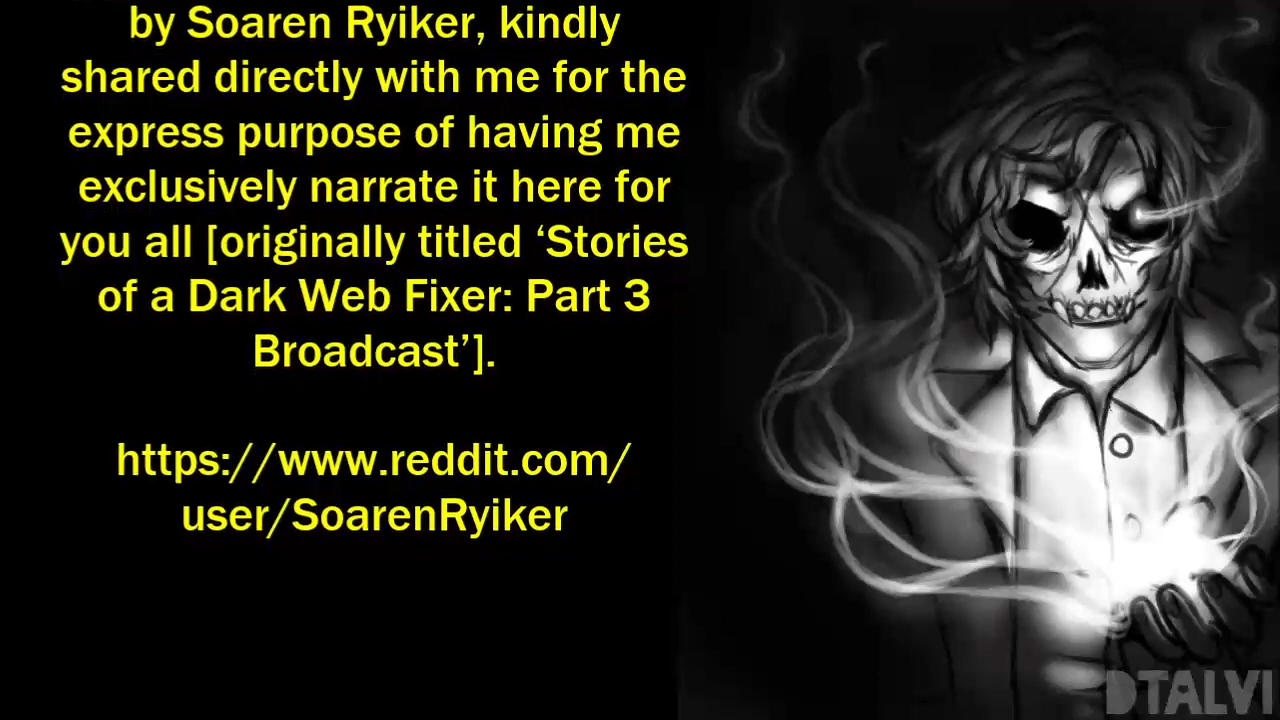 by Soaren Ryiker, kindly
shared directly with me for the
express purpose of having me
exclusively narrate it here for
you all [originally titled ‘Stories
of a Dark Web Fixer: Part 3
Broadcast’].
https://www.reddit.com/
user/SoarenRyiker
DTALVI